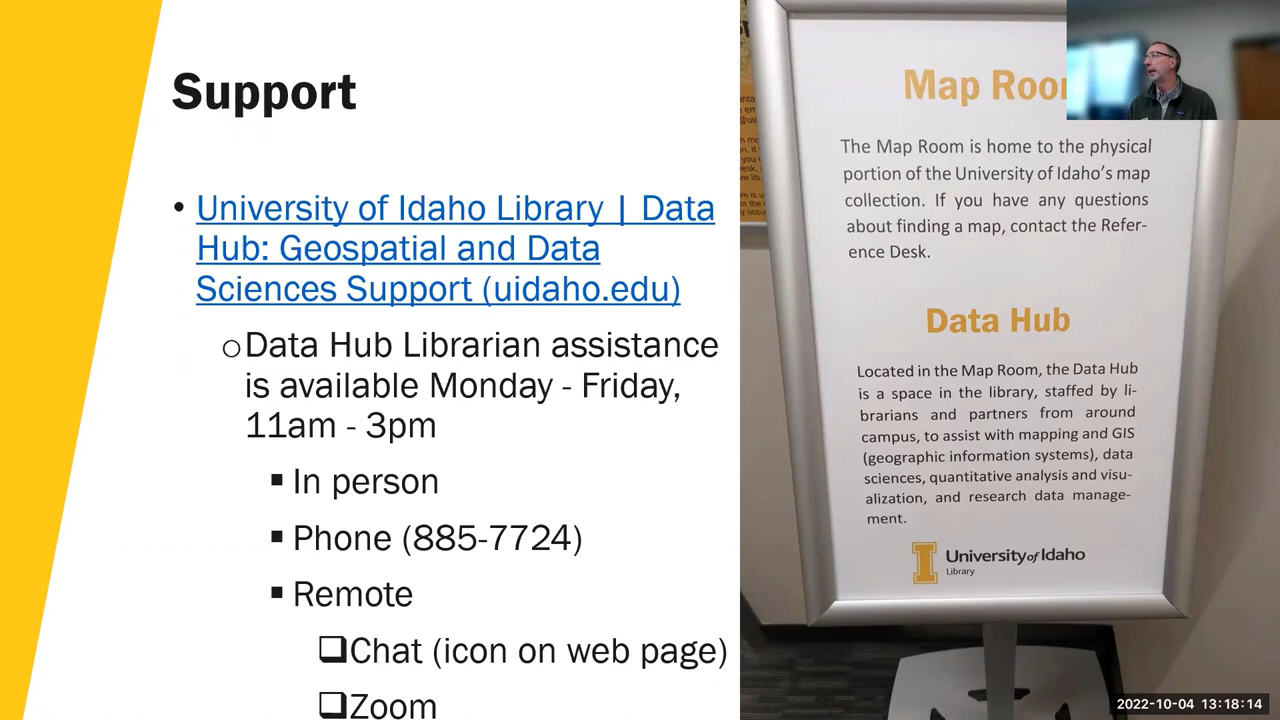 Support
• University of Idaho Library | Data
Hub: Geospatial and Data
Sciences Support (uidaho.edu)
oData Hub Librarian assistance
is available Monday - Friday,
11am - 3pm
▪ In person
▪ Phone (885-7724)
▪ Remote
❑Chat (icon on web page)
❑Zoom
Map
The Map Room is home to the physical
portion of the University of Idaho's map
collection. If you have any questions
about finding a map, contact the Refer-
ence Desk.
Data Hub
Located in the Map Room, the Data Hub
is a space in the library, staffed by li-
brarians and partners from around
campus, to assist with mapping and GIS
(geographic information systems), data
sciences, quantitative analysis and visu-
alization, and research data manage-
ment.
I
University of Idaho
Library
2022-10-04 13:18:14